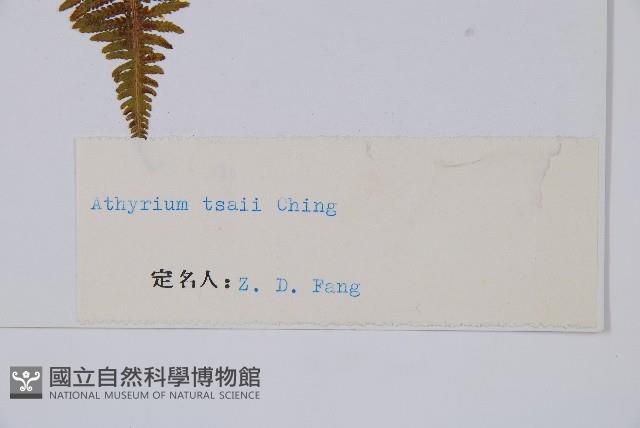 Athyrium tsaii Ching
定名人: Z. D. Fang
國立自然科學博物館
NATIONAL MUSEUM OF NATURAL SCIENCE